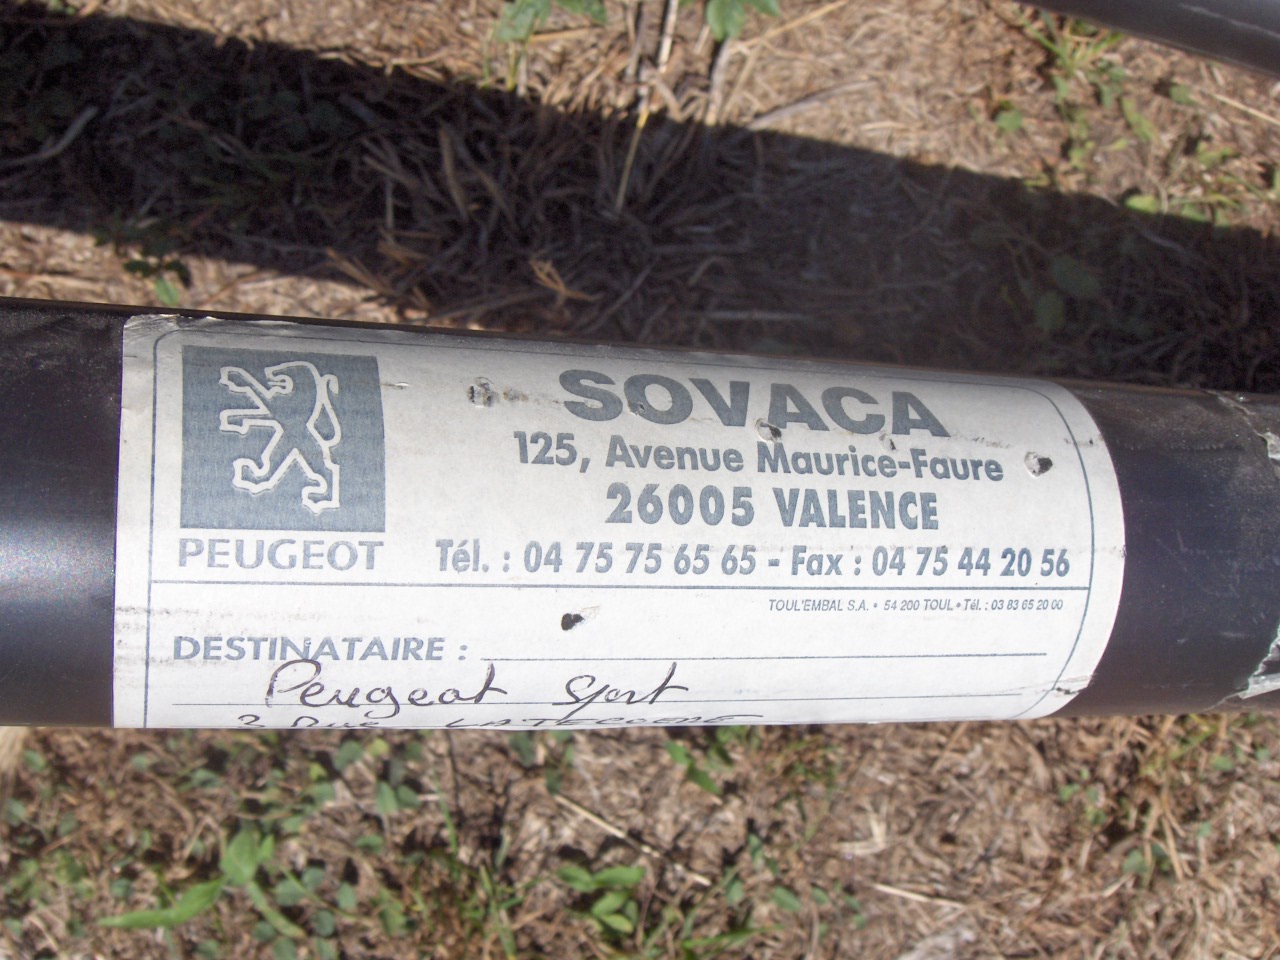 PEUGEOT
SOVACA
125, Avenue Maurice-Faure
26005 VALENCE
Tél. : 04 75 75 65 65 - Fax : 04 75 44 20 56
TOUL'EMBAL S.A. • 54 200 TOUL • Tél. : 03 83 65 20 00
DESTINATAIRE :
Peugeot Sport